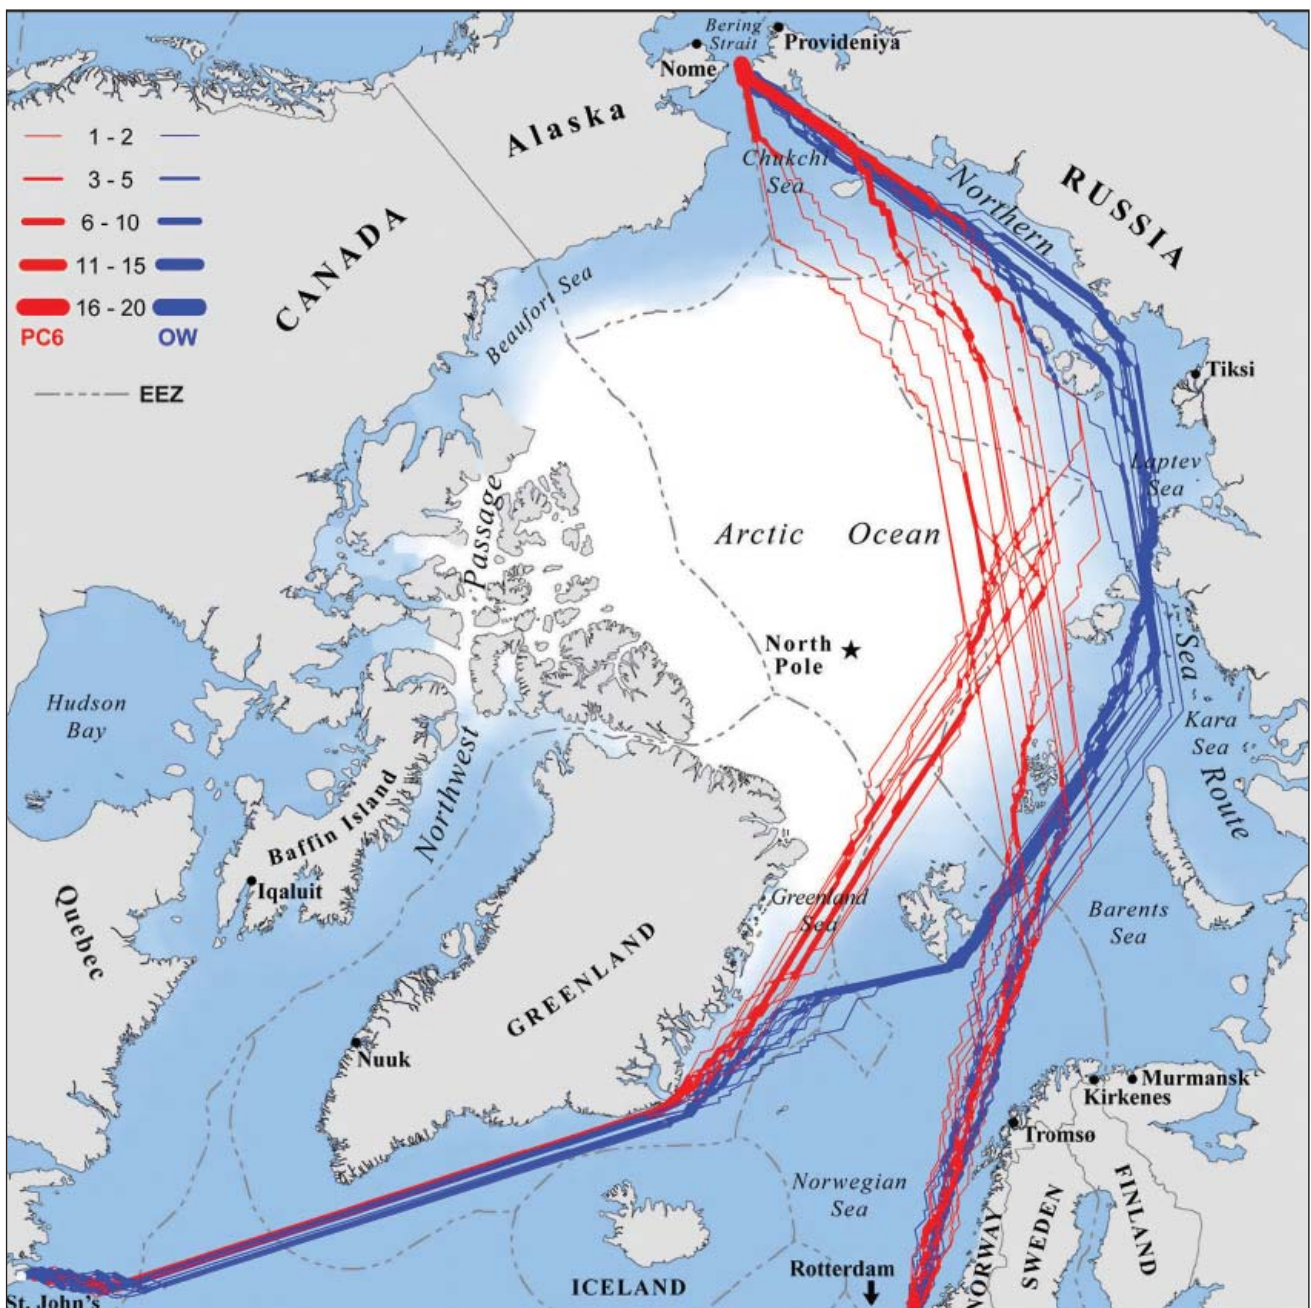 Bering
Strait
Provideniya
Nome
Alaska
Chukchi
Sea
Northern
RUSSIA
1 - 2
3 - 5
6 - 10
11 - 15
16 - 20
PC6
OW
EEZ
CANADA
Beaufort Sea
Tiksi
Laptev
Sea
Passage
Arctic Ocean
North
Pole
Sea
Kara
Sea
Route
Hudson
Bay
Northwest
Baffin Island
Iqaluit
Quebec
Greenland
Sea
Barents
Sea
GREENLAND
Nuuk
Murmansk
Kirkenes
Tromsø
Norwegian
Sea
FINLAND
SWEDEN
NORWAY
Rotterdam
ICELAND
St. John's